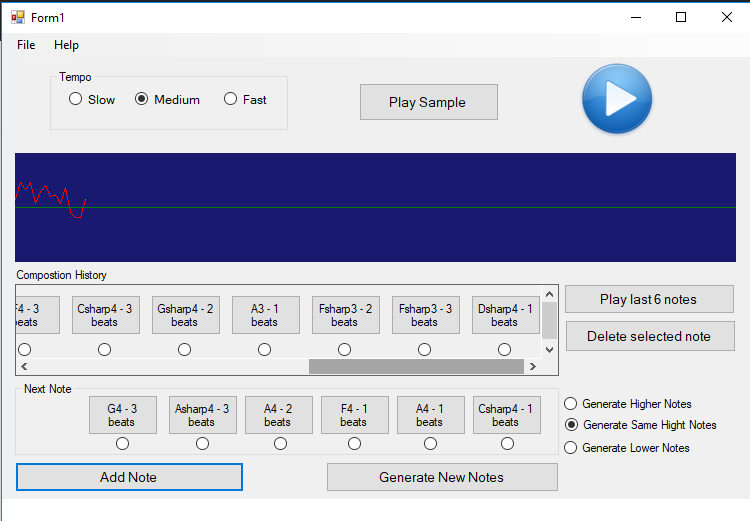 Form1
File Help
Tempo
Slow Medium Fast
Play Sample
Compostion History
F4 - 3 beats
Csharp4 - 3 beats
Gsharp4 - 2 beats
A3 - 1 beats
Fsharp3 - 2 beats
Fsharp3 - 3 beats
Dsharp4 - 1 beats
Play last 6 notes
Delete selected note
Next Note
G4 - 3 beats
Asharp4 - 3 beats
A4 - 2 beats
F4 - 1 beats
A4 - 1 beats
Csharp4 - 1 beats
Generate Higher Notes
Generate Same Hight Notes
Generate Lower Notes
Add Note
Generate New Notes